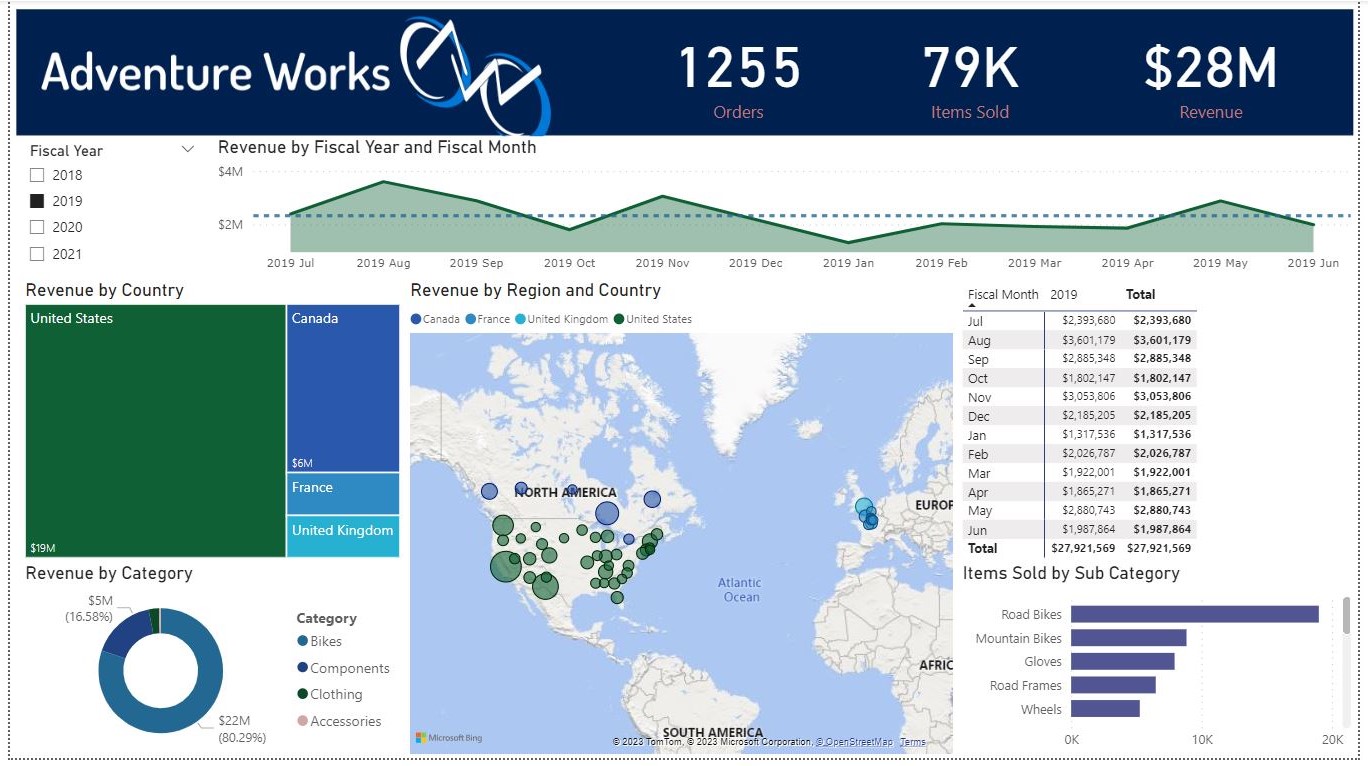 Adventure Works
1255
Orders
79K
Items Sold
$28M
Revenue
Fiscal Year
2018
2019
2020
2021
Revenue by Fiscal Year and Fiscal Month
$4M
$2M
2019 Jul 2019 Aug 2019 Sep 2019 Oct 2019 Nov 2019 Dec 2019 Jan 2019 Feb 2019 Mar 2019 Apr 2019 May 2019 Jun
Revenue by Country
United States
$19M
Canada
$6M
France
United Kingdom
Revenue by Region and Country
Canada France United Kingdom United States
NORTH AMERICA
EUROP
Atlantic
Ocean
AFRIC
SOUTH AMERICA
Microsoft Bing
© 2023 TomTom, © 2023 Microsoft Corporation, © OpenStreetMap Terms
Fiscal Month 2019 Total
Jul $2,393,680 $2,393,680
Aug $3,601,179 $3,601,179
Sep $2,885,348 $2,885,348
Oct $1,802,147 $1,802,147
Nov $3,053,806 $3,053,806
Dec $2,185,205 $2,185,205
Jan $1,317,536 $1,317,536
Feb $2,026,787 $2,026,787
Mar $1,922,001 $1,922,001
Apr $1,865,271 $1,865,271
May $2,880,743 $2,880,743
Jun $1,987,864 $1,987,864
Total $27,921,569 $27,921,569
Revenue by Category
$5M
(16.58%)
$22M
(80.29%)
Category
Bikes
Components
Clothing
Accessories
Items Sold by Sub Category
Road Bikes
Mountain Bikes
Gloves
Road Frames
Wheels
0K 10K 20K